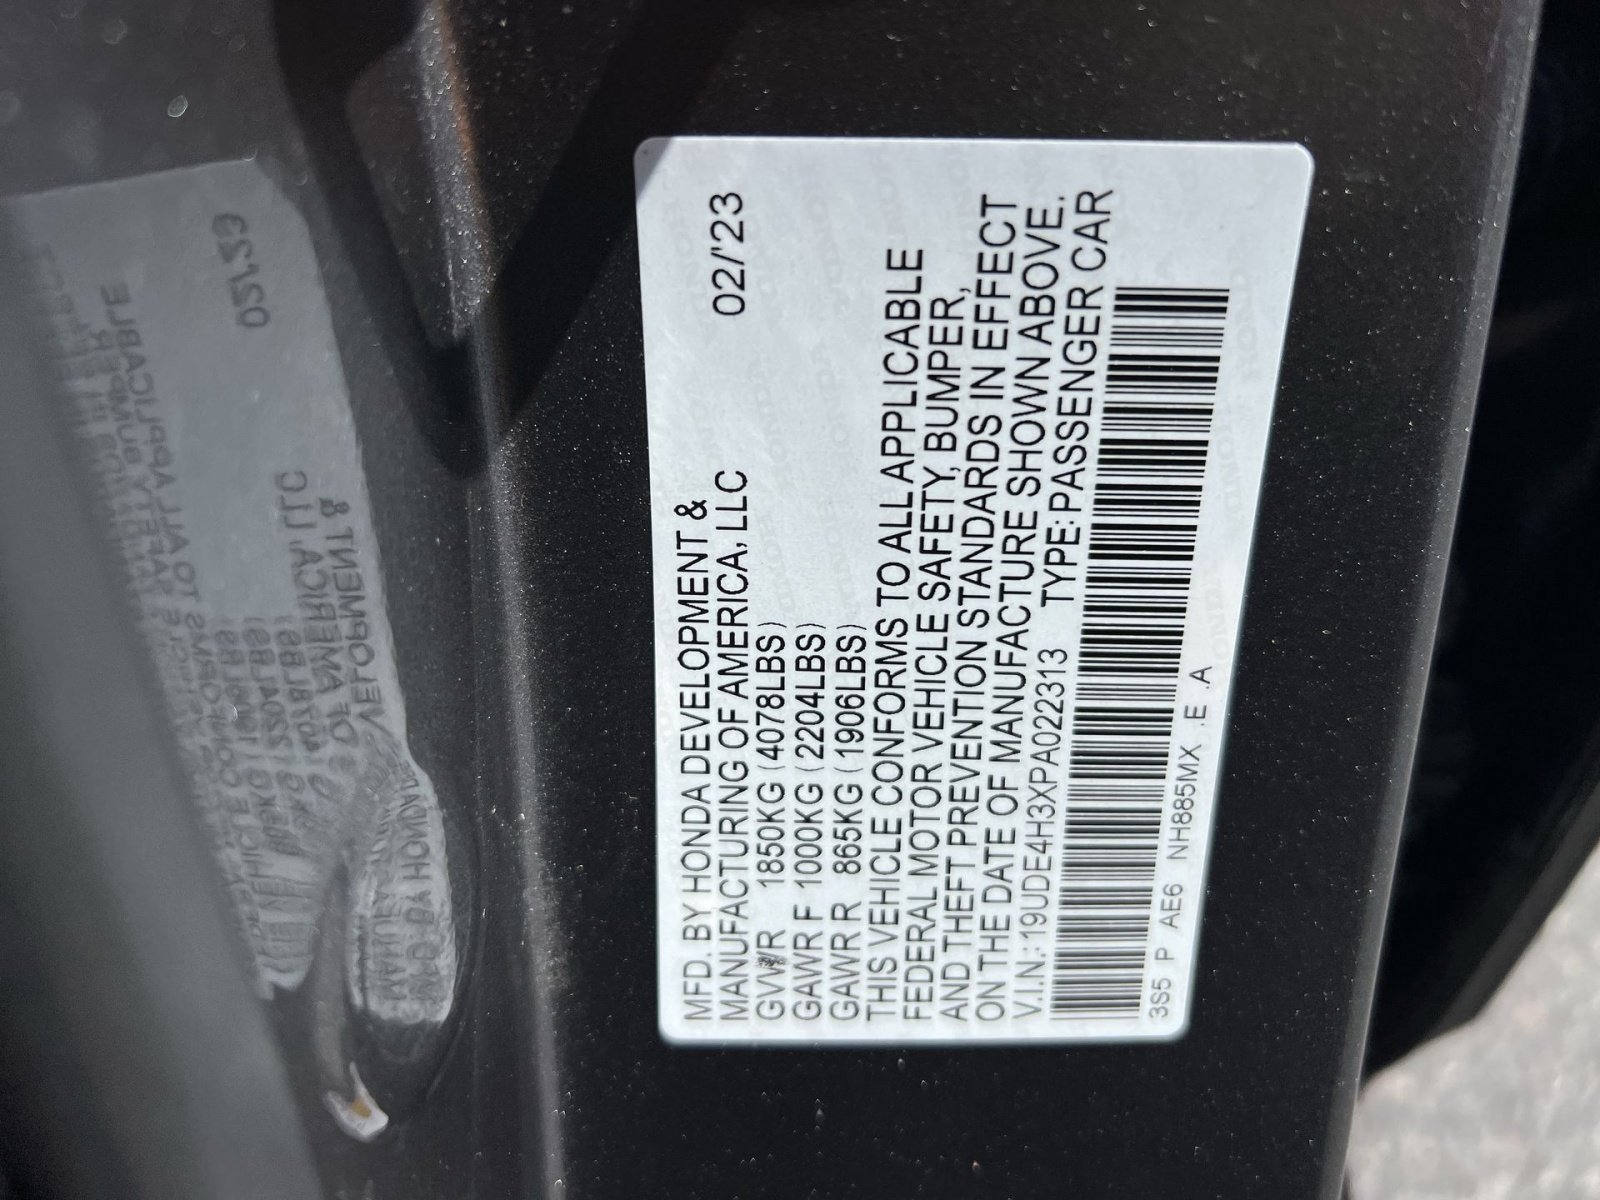 MFD. BY HONDA DEVELOPMENT &
MANUFACTURING OF AMERICA, LLC 02/'23
GVWR 1850KG (4078LBS)
GAWR F 1000KG (2204LBS)
GAWR R 865KG (1906LBS)
THIS VEHICLE CONFORMS TO ALL APPLICABLE
FEDERAL MOTOR VEHICLE SAFETY, BUMPER,
AND THEFT PREVENTION STANDARDS IN EFFECT
ON THE DATE OF MANUFACTURE SHOWN ABOVE.
V.I.N.: 19UDE4H3XPA022313 TYPE: PASSENGER CAR
3S5 P AE6 NH885MX .E .A